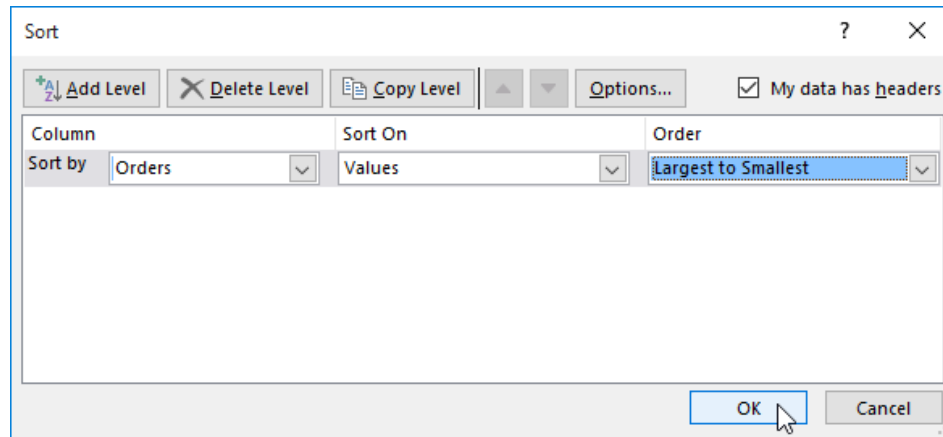 Sort ?
Add Level Delete Level Copy Level Options... My data has headers
Column Sort On Order
Sort by Orders Values Largest to Smallest
OK Cancel